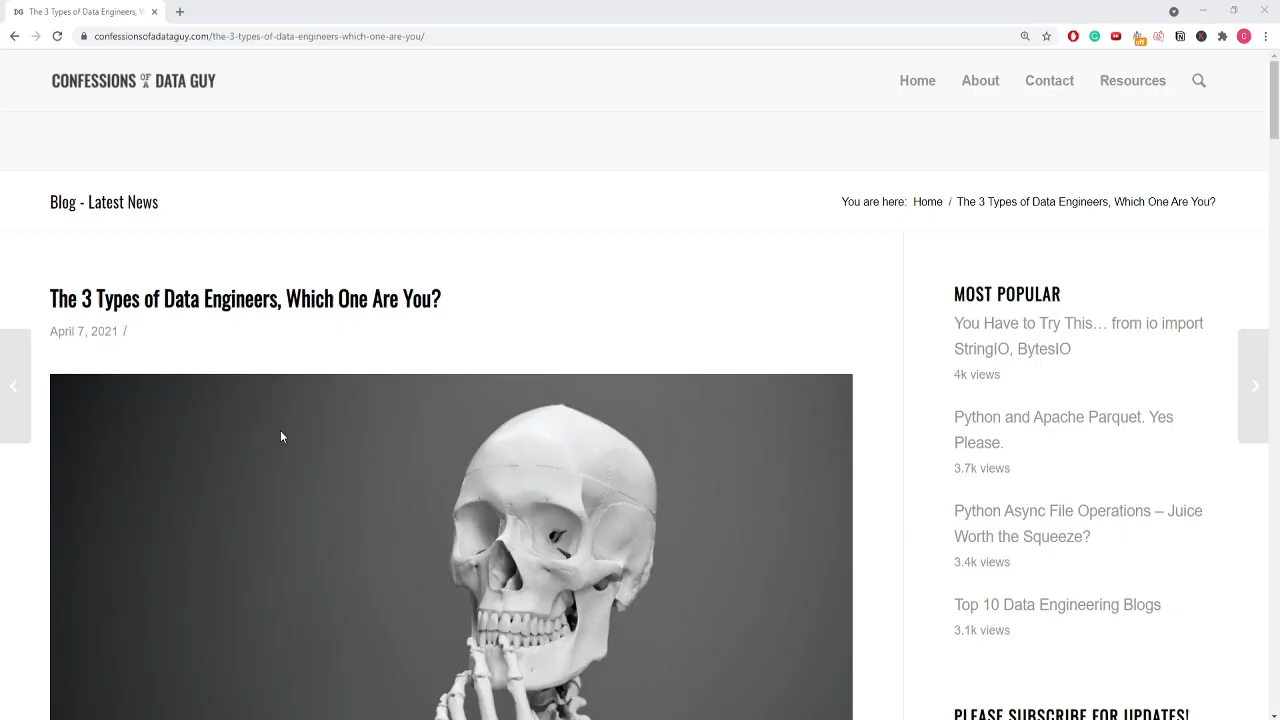 DG The 3 Types of Data Engineers, W
confessionsofadataguy.com/the-3-types-of-data-engineers-which-one-are-you/
off
C
CONFESSIONS OF A DATA GUY
Home About Contact Resources
Blog - Latest News
You are here: Home / The 3 Types of Data Engineers, Which One Are You?
The 3 Types of Data Engineers, Which One Are You?
April 7, 2021 /
MOST POPULAR
You Have to Try This… from io import
StringIO, BytesIO
4k views
Python and Apache Parquet. Yes
Please.
3.7k views
Python Async File Operations – Juice
Worth the Squeeze?
3.4k views
Top 10 Data Engineering Blogs
3.1k views
PLEASE SUBSCRIBE FOR UPDATES!